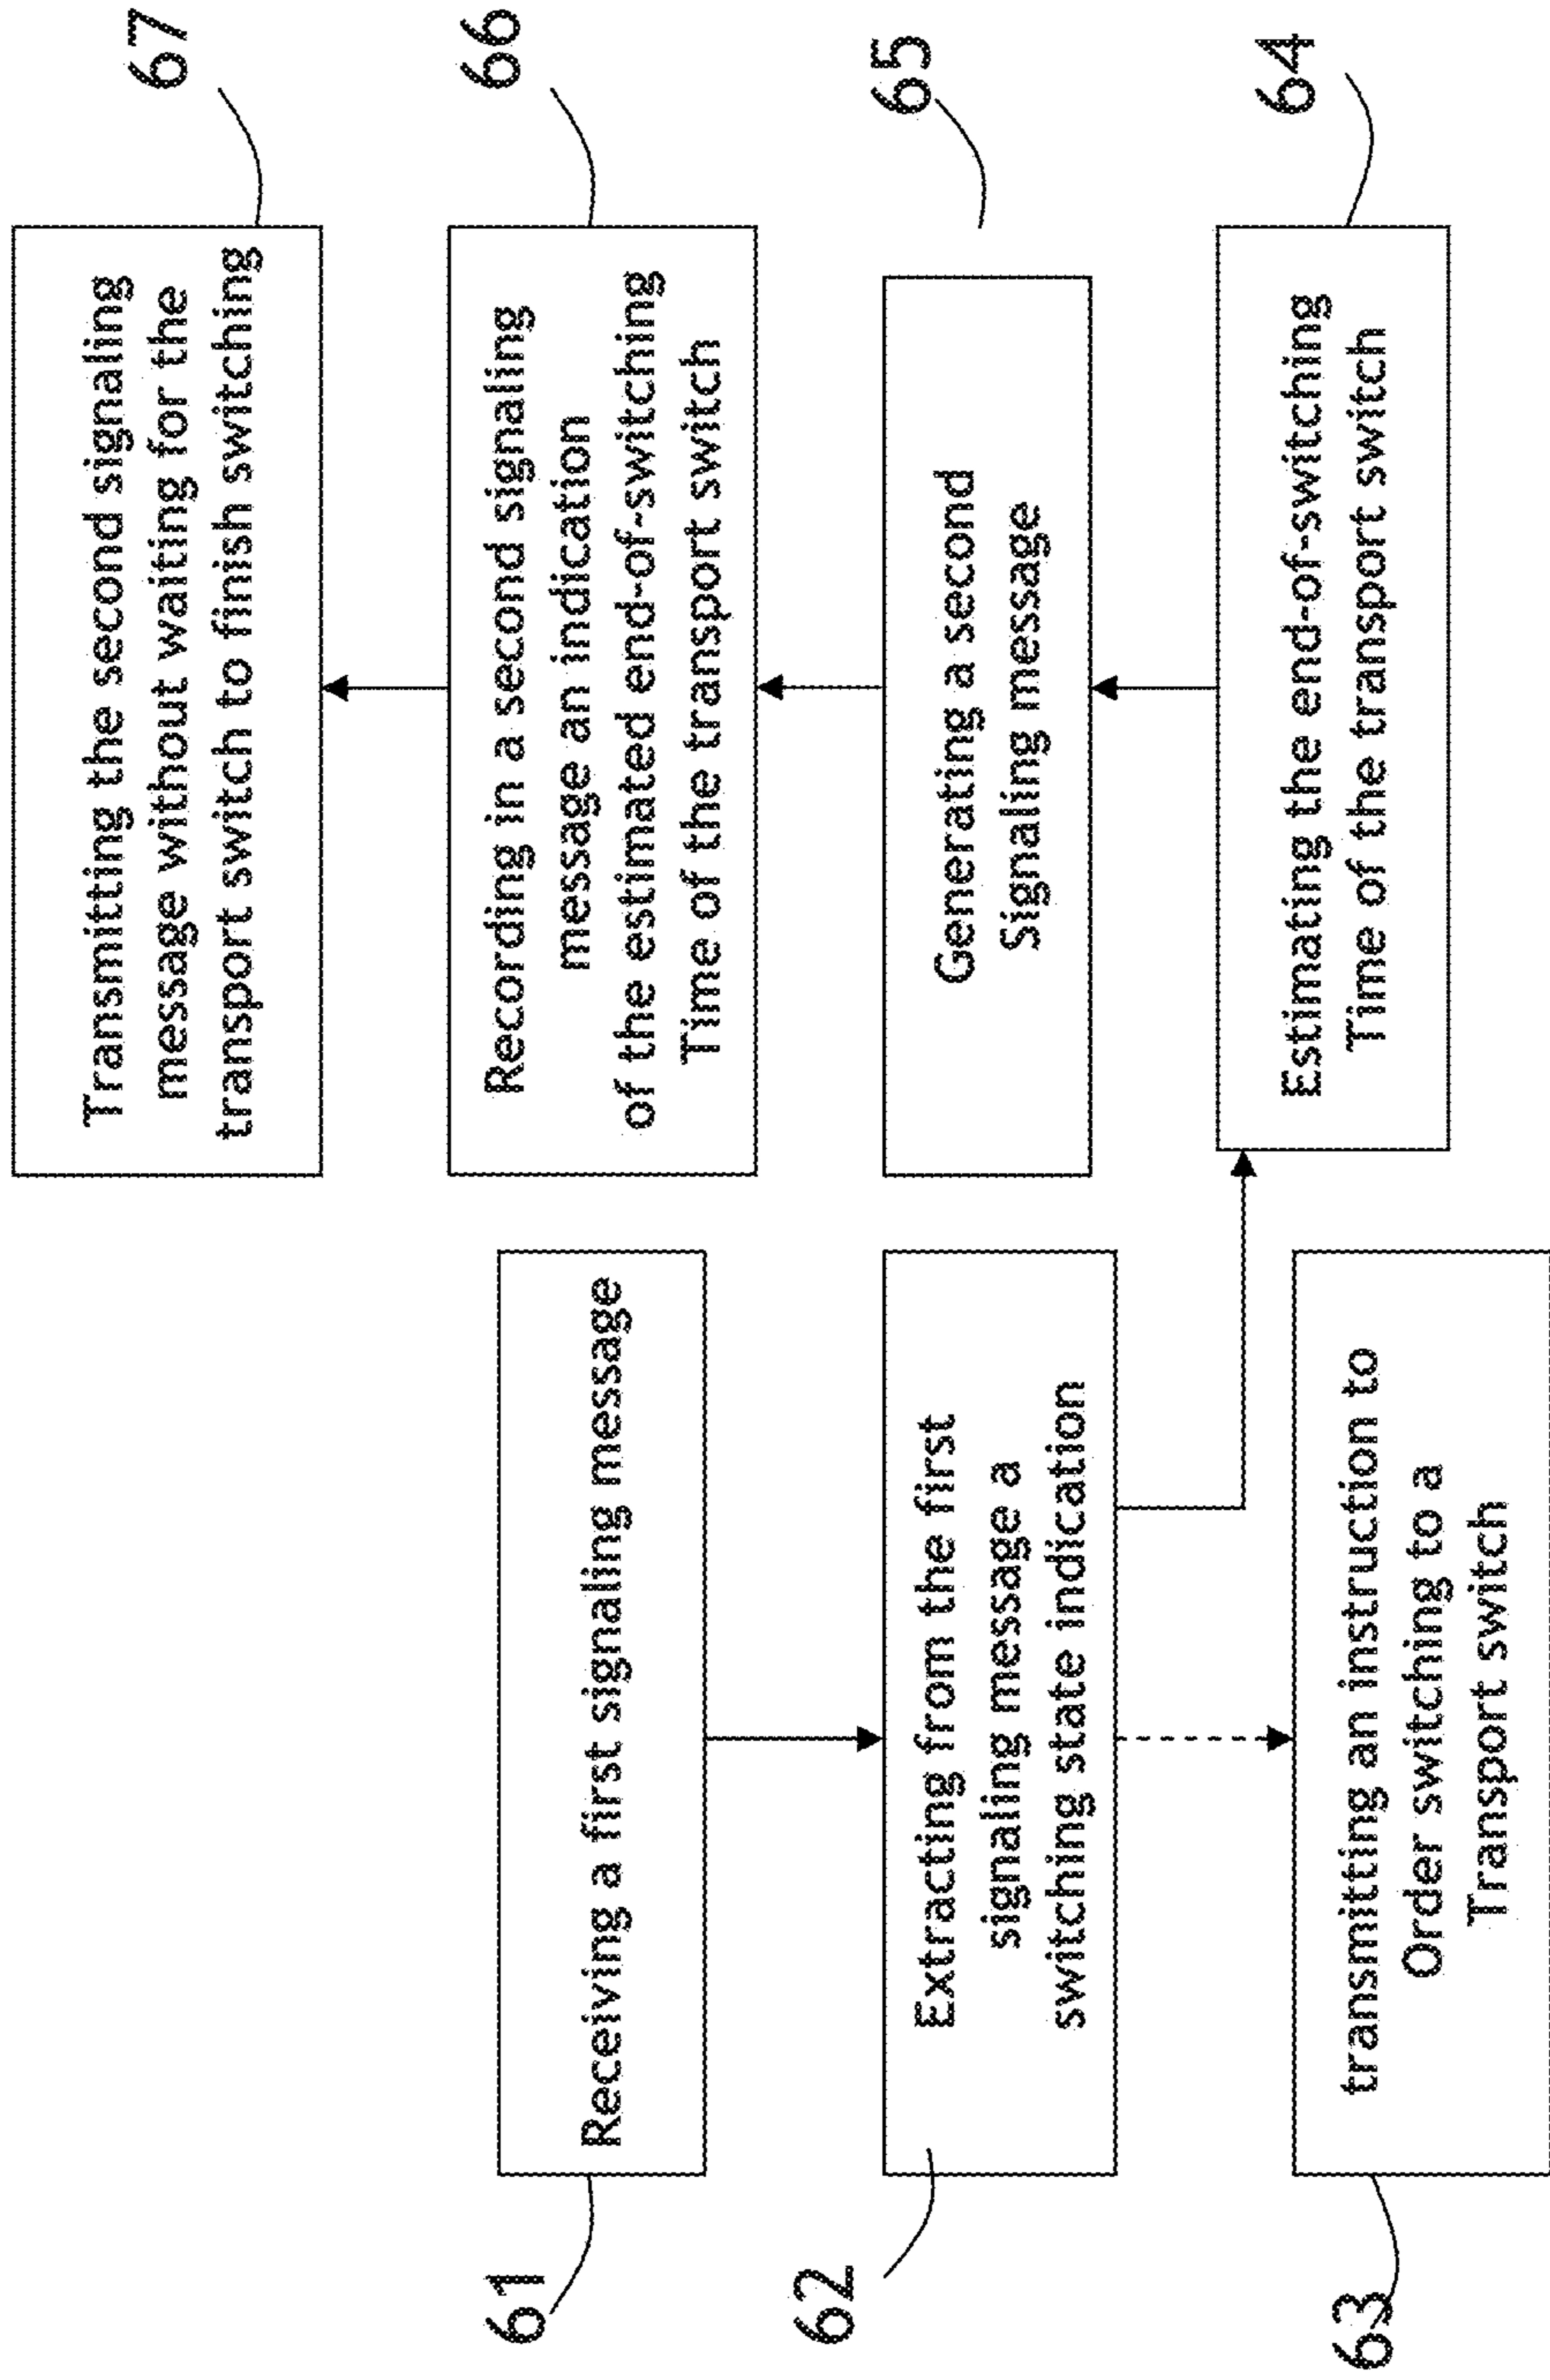 61
Receiving a first signaling message
62
Extracting from the first
signaling message a
switching state indication
63
transmitting an instruction to
Order switching to a
Transport switch
64
Estimating the end-of-switching
Time of the transport switch
65
Generating a second
Signaling message
66
Recording in a second signaling
message an indication
of the estimated end-of-switching
Time of the transport switch
67
Transmitting the second signaling
message without waiting for the
transport switch to finish switching